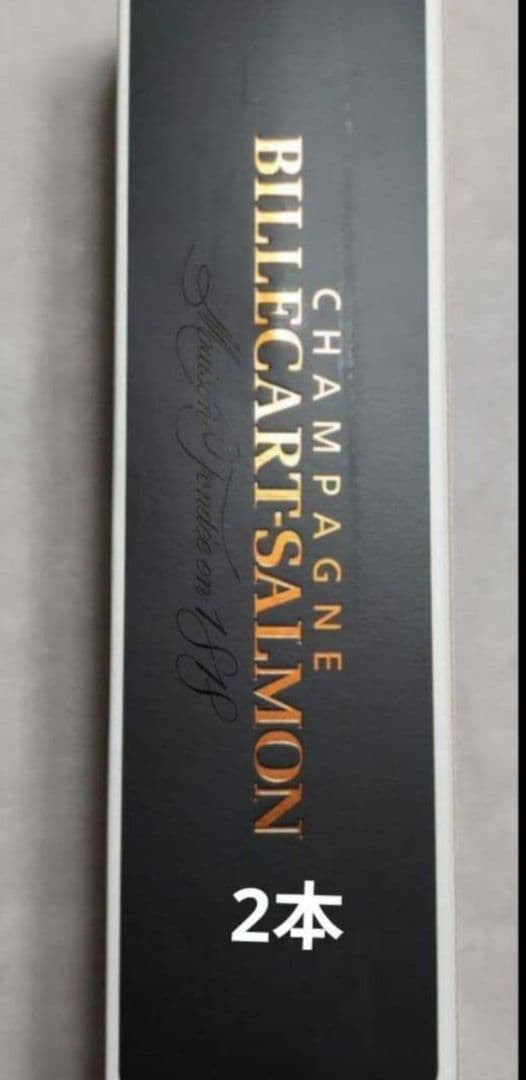 CHAMPAGNE
BILLECART-SALMON
Maison fondée en 1818
2本